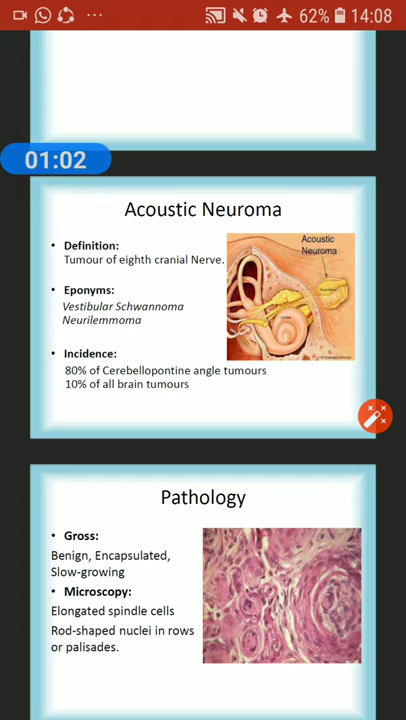 62% 14:08
01:02
Acoustic Neuroma
• Definition:
Tumour of eighth cranial Nerve.
• Eponyms:
Vestibular Schwannoma
Neurilemmoma
• Incidence:
80% of Cerebellopontine angle tumours
10% of all brain tumours
Acoustic
Neuroma
Pathology
• Gross:
Benign, Encapsulated,
Slow-growing
• Microscopy:
Elongated spindle cells
Rod-shaped nuclei in rows
or palisades.